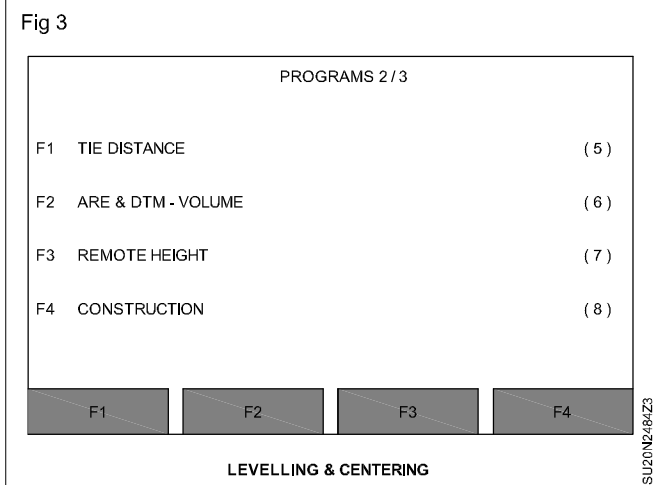 Fig 3
PROGRAMS 2 / 3
F1 TIE DISTANCE ( 5 )
F2 ARE & DTM - VOLUME ( 6 )
F3 REMOTE HEIGHT ( 7 )
F4 CONSTRUCTION ( 8 )
F1 F2 F3 F4
LEVELLING & CENTERING
SU20N2484Z3